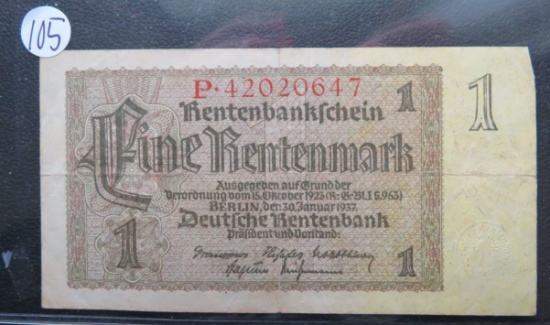 105
P·42020647
Rentenbankschein 1 1
Eine Rentenmark
Ausgegeben auf Grund der
Verordnung vom 15. Oktober 1923 (R·G·Bl.I S.963)
BERLIN, den 30. Januar 1937.
Deutsche Rentenbank
Präsident und Vorstand:
1 1